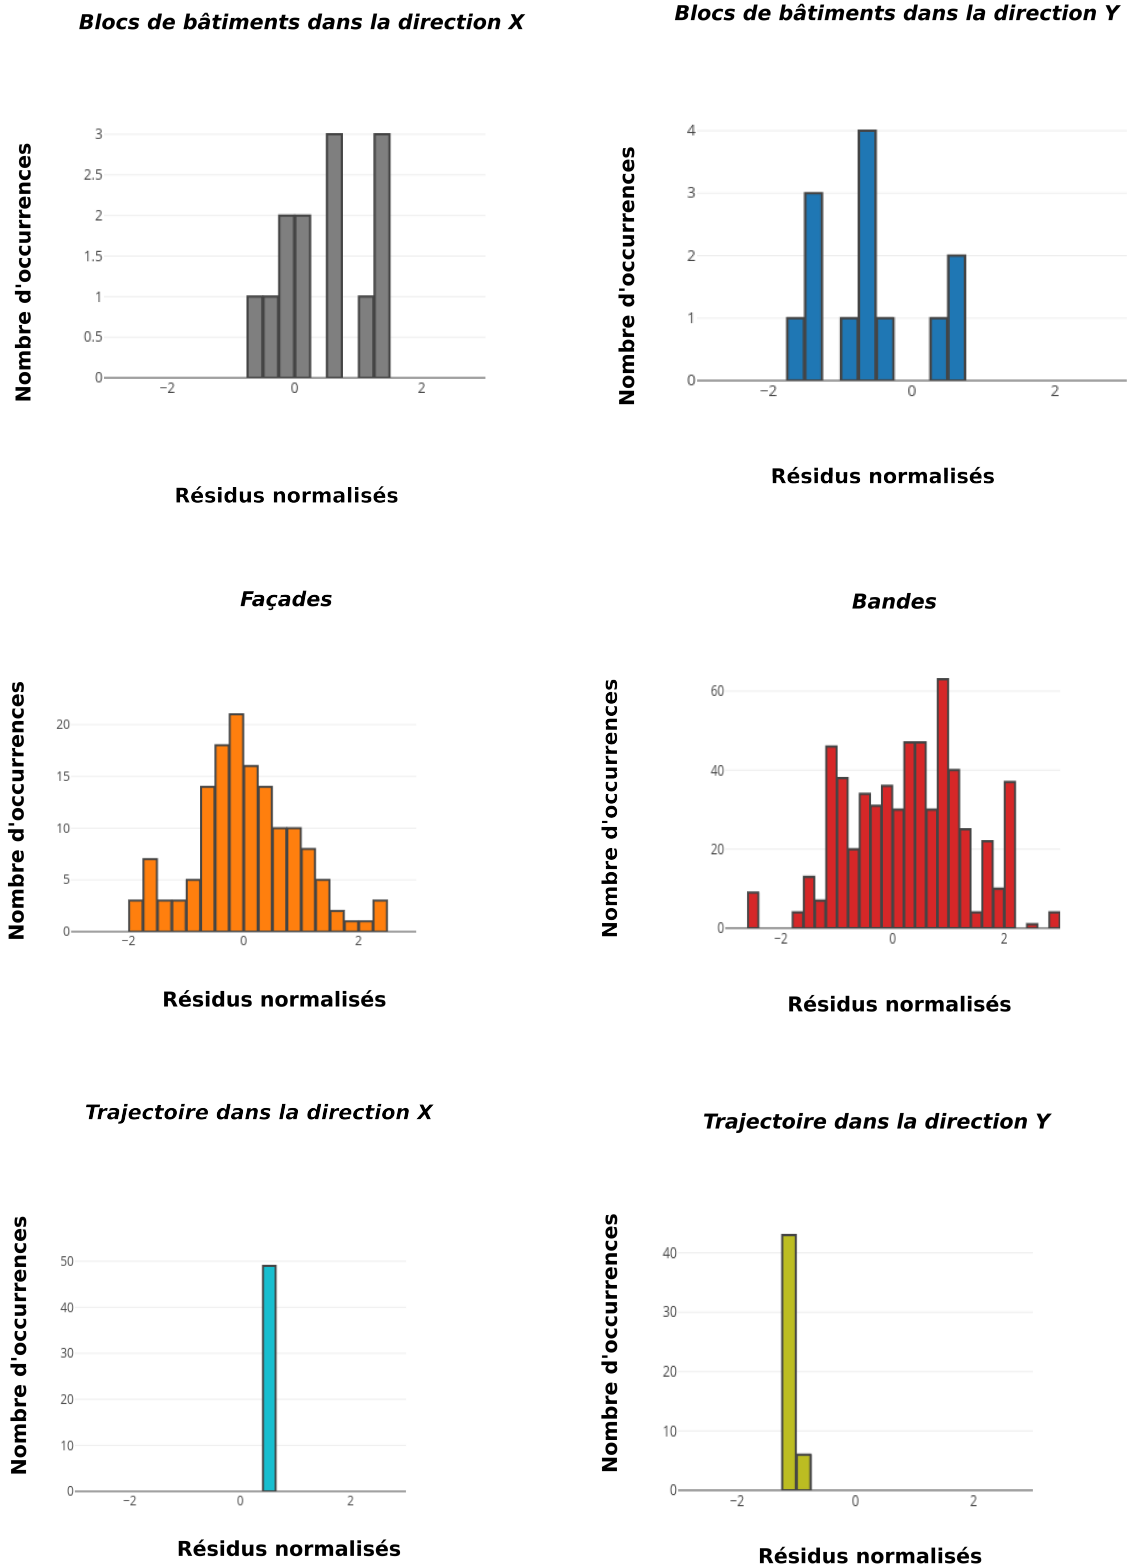 Blocs de bâtiments dans la direction X
Nombre d'occurrences
3
2.5
2
1.5
1
0.5
0
−2
0
2
Résidus normalisés
Blocs de bâtiments dans la direction Y
Nombre d'occurrences
4
3
2
1
0
−2
0
2
Résidus normalisés
Façades
Nombre d'occurrences
20
15
10
5
0
−2
0
2
Résidus normalisés
Bandes
Nombre d'occurrences
60
40
20
0
−2
0
2
Résidus normalisés
Trajectoire dans la direction X
Nombre d'occurrences
50
40
30
20
10
0
−2
0
2
Résidus normalisés
Trajectoire dans la direction Y
Nombre d'occurrences
40
30
20
10
0
−2
0
2
Résidus normalisés